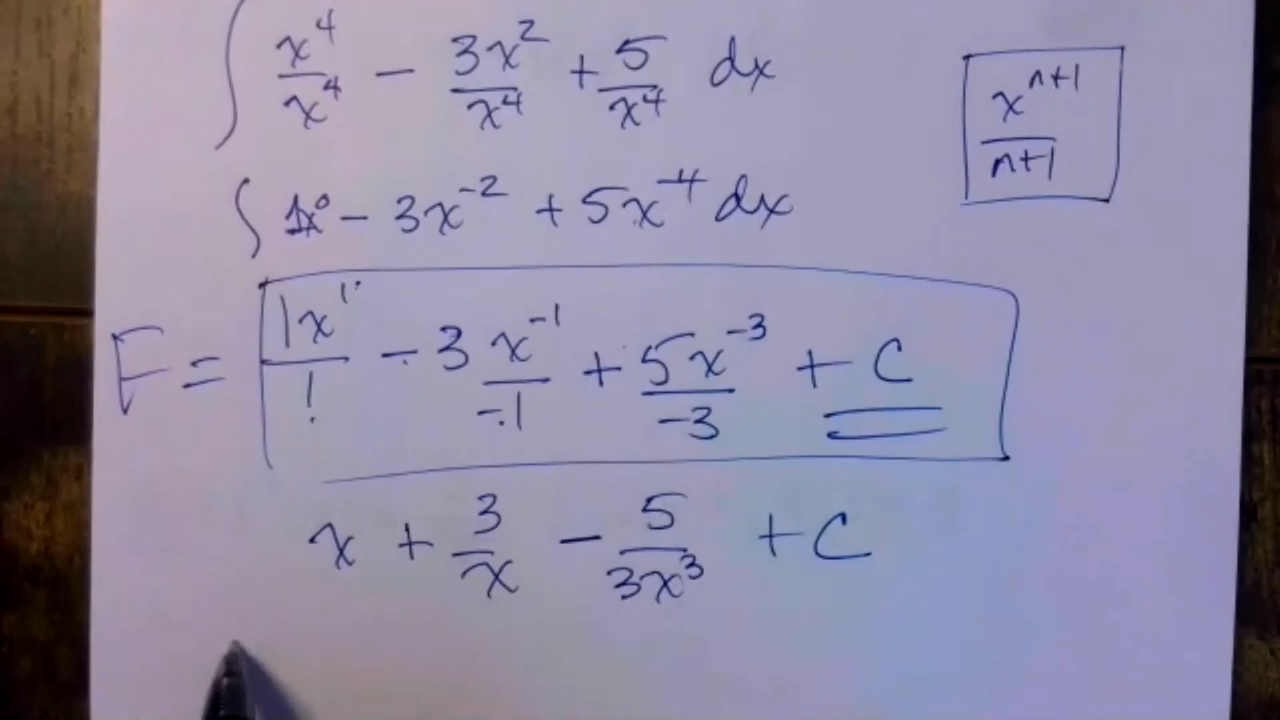 ∫ x⁴/x⁴ − 3x²/x⁴ + 5/x⁴ dx
xⁿ⁺¹/n+1
∫ 1x⁰ − 3x⁻² + 5x⁻⁴ dx
F = 1x¹/1 − 3 x⁻¹/−1 + 5x⁻³/−3 + C
x + 3/x − 5/3x³ + C